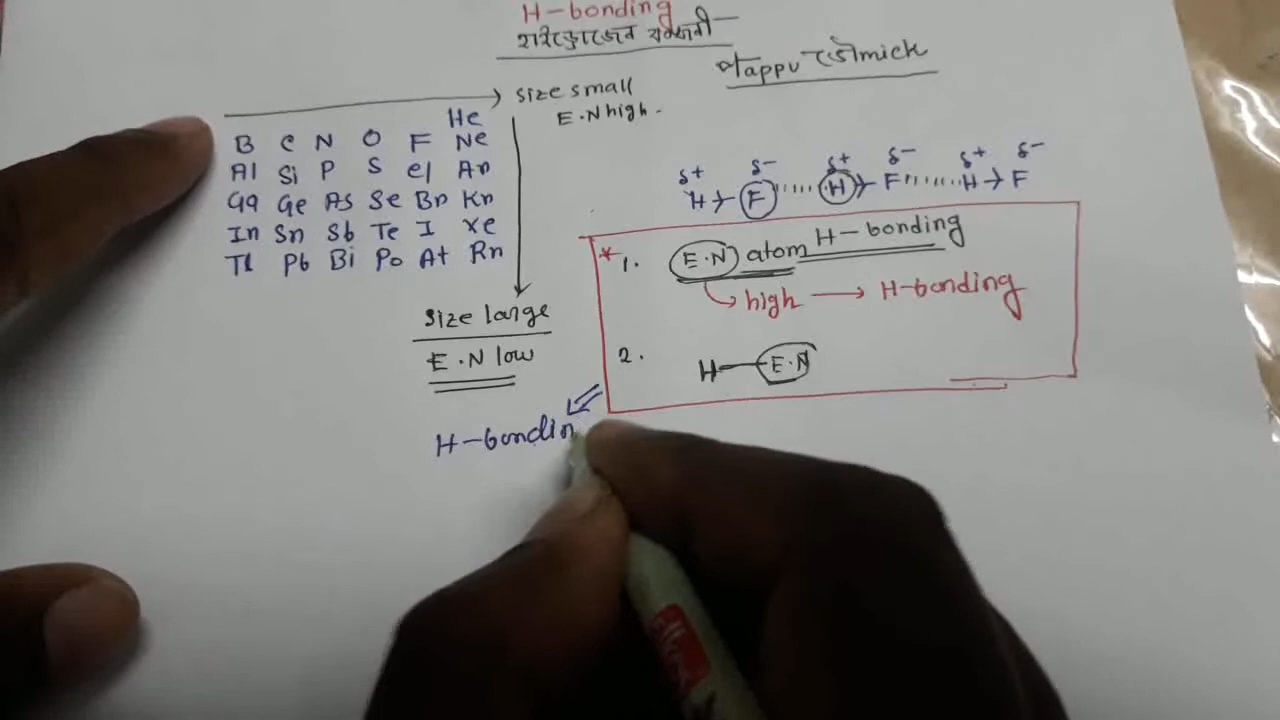 H-bonding
हाইড্রোজেন বন্ধনী
Size small
E.N high.
He
B C N O F Ne
Al Si P S Cl Ar
Ga Ge As Se Br Kr
In Sn Sb Te I Xe
Tl Pb Bi Po At Rn
Size large
E.N low
δ+ δ- δ+ δ- δ+ δ-
H F H F H F
*1. E.N atom H-bonding
high → H-bonding
2. H-E.N
H-bondin